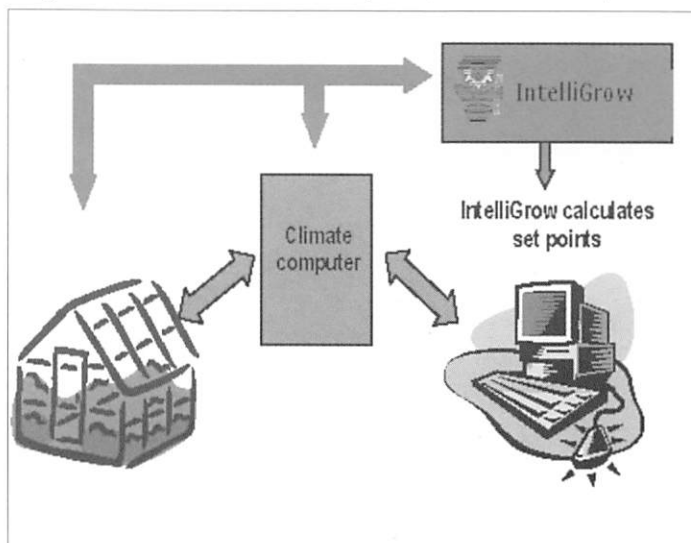 IntelliGrow
IntelliGrow calculates
set points
Climate
computer